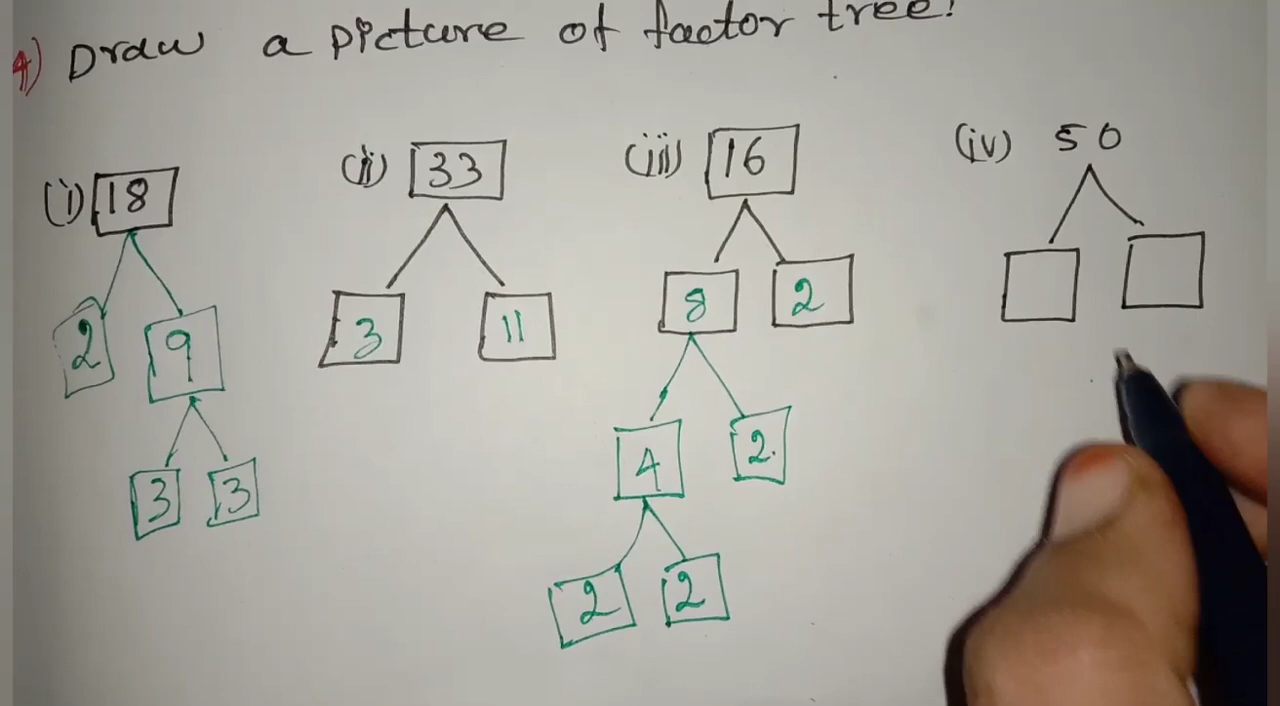 4) Draw a picture of factor tree.
(i) 18
2 9
3 3
(ii) 33
3 11
(iii) 16
8 2
4 2
2 2
(iv) 50